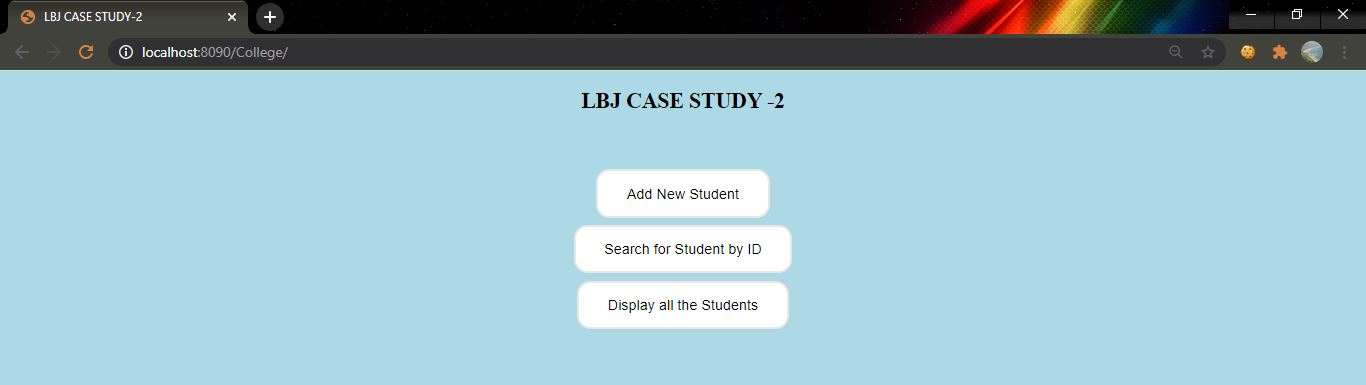 LBJ CASE STUDY-2
localhost:8090/College/
LBJ CASE STUDY -2
Add New Student
Search for Student by ID
Display all the Students